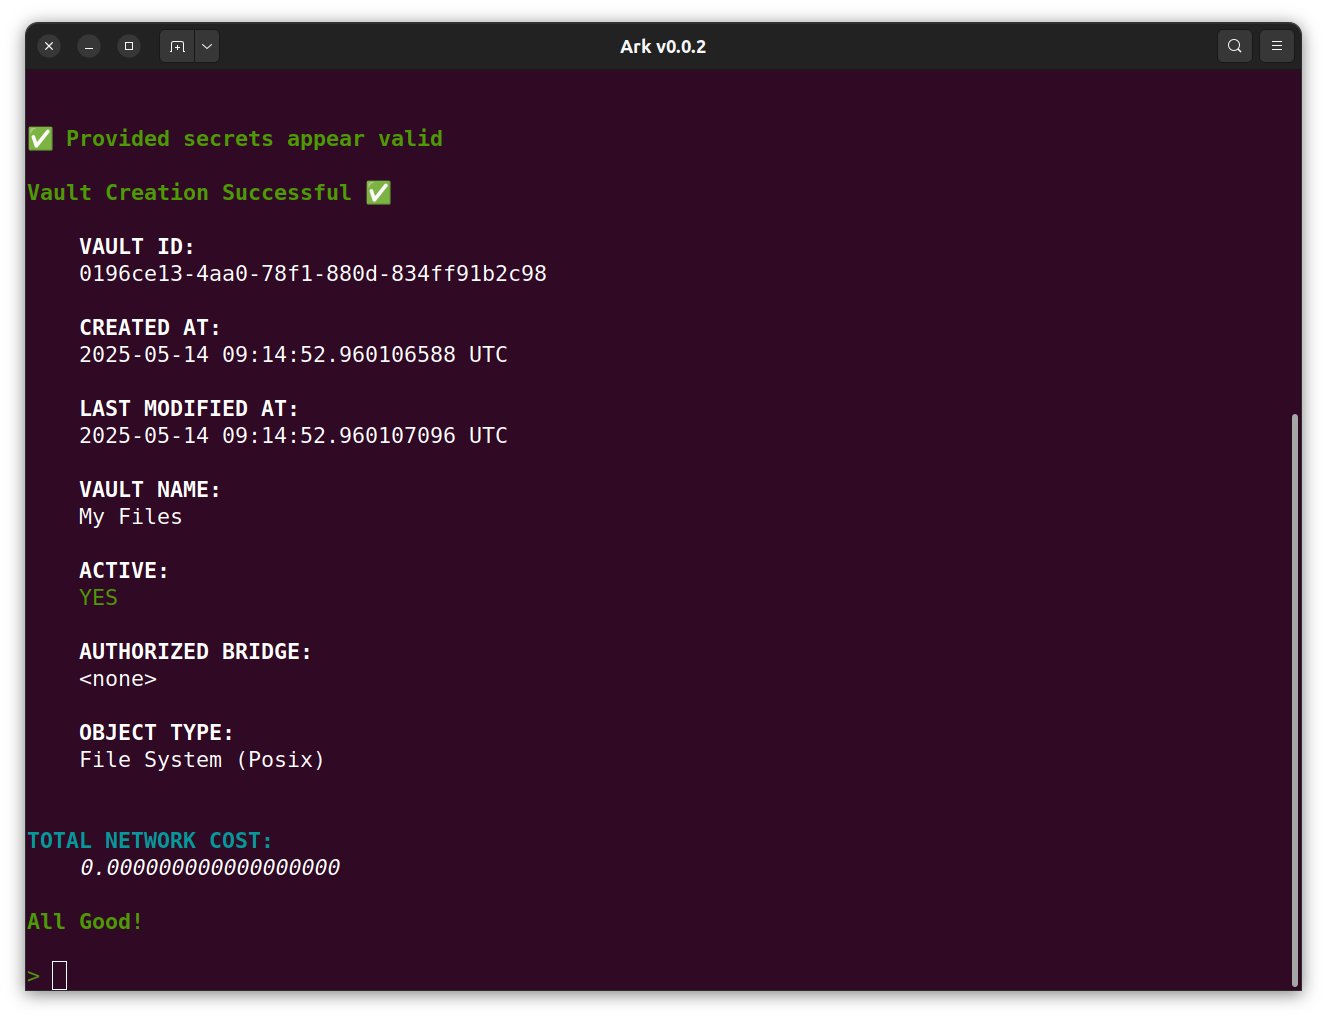 Ark v0.0.2
✅ Provided secrets appear valid
Vault Creation Successful ✅
VAULT ID:
0196ce13-4aa0-78f1-880d-834ff91b2c98
CREATED AT:
2025-05-14 09:14:52.960106588 UTC
LAST MODIFIED AT:
2025-05-14 09:14:52.960107096 UTC
VAULT NAME:
My Files
ACTIVE:
YES
AUTHORIZED BRIDGE:
<none>
OBJECT TYPE:
File System (Posix)
TOTAL NETWORK COST:
0.000000000000000000
All Good!
>